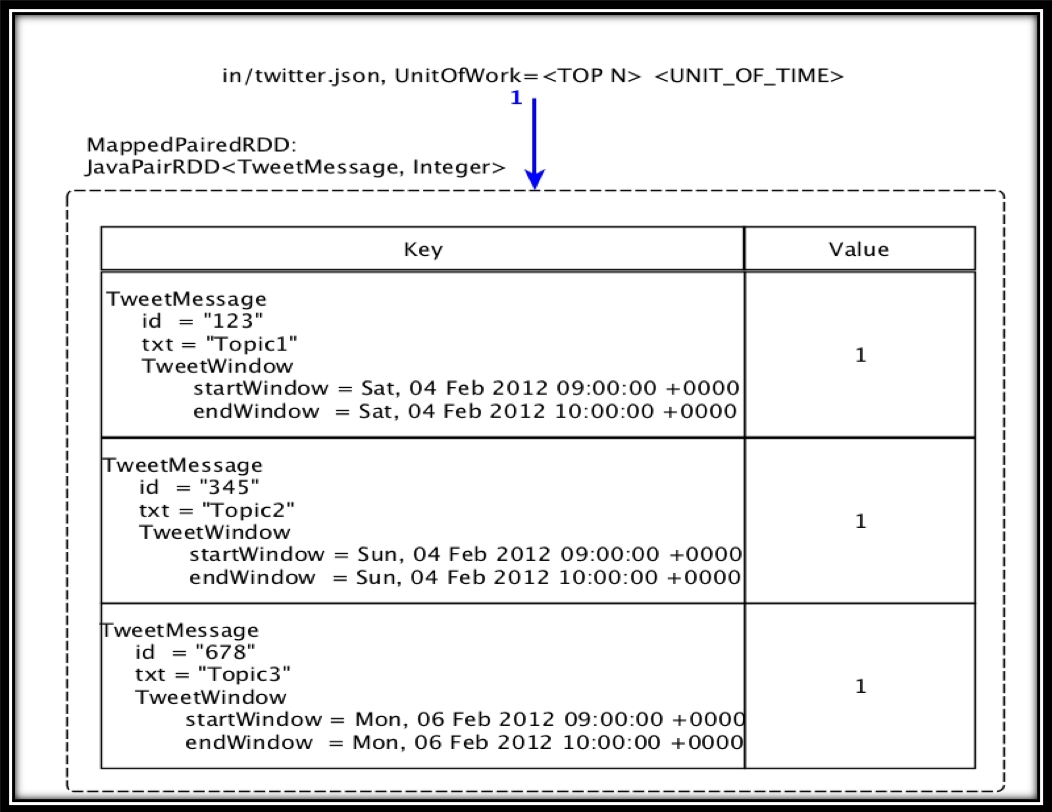 in/twitter.json, UnitOfWork=<TOP N> <UNIT_OF_TIME>
1
MappedPairedRDD:
JavaPairRDD<TweetMessage, Integer>
Key Value
TweetMessage
id = "123"
txt = "Topic1"
TweetWindow
startWindow = Sat, 04 Feb 2012 09:00:00 +0000
endWindow = Sat, 04 Feb 2012 10:00:00 +0000
1
TweetMessage
id = "345"
txt = "Topic2"
TweetWindow
startWindow = Sun, 04 Feb 2012 09:00:00 +0000
endWindow = Sun, 04 Feb 2012 10:00:00 +0000
1
TweetMessage
id = "678"
txt = "Topic3"
TweetWindow
startWindow = Mon, 06 Feb 2012 09:00:00 +0000
endWindow = Mon, 06 Feb 2012 10:00:00 +0000
1